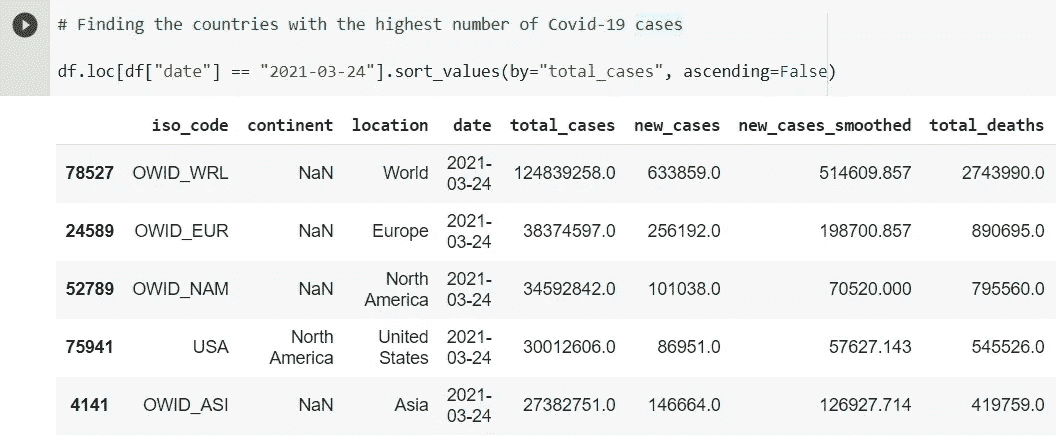 # Finding the countries with the highest number of Covid-19 cases
df.loc[df["date"] == "2021-03-24"].sort_values(by="total_cases", ascending=False)
iso_code continent location date total_cases new_cases new_cases_smoothed total_deaths
78527 OWID_WRL NaN World 2021-03-24 124839258.0 633859.0 514609.857 2743990.0
24589 OWID_EUR NaN Europe 2021-03-24 38374597.0 256192.0 198700.857 890695.0
52789 OWID_NAM NaN North America 2021-03-24 34592842.0 101038.0 70520.000 795560.0
75941 USA North America United States 2021-03-24 30012606.0 86951.0 57627.143 545526.0
4141 OWID_ASI NaN Asia 2021-03-24 27382751.0 146664.0 126927.714 419759.0